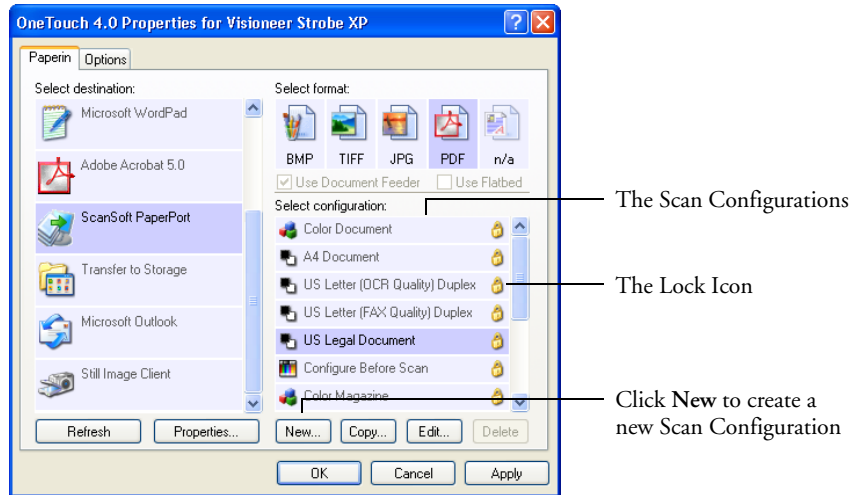 OneTouch 4.0 Properties for Visioneer Strobe XP
Paperin Options
Select destination:
Microsoft WordPad
Adobe Acrobat 5.0
ScanSoft PaperPort
Transfer to Storage
Microsoft Outlook
Still Image Client
Refresh Properties...
Select format:
BMP TIFF JPG PDF n/a
Use Document Feeder Use Flatbed
Select configuration:
Color Document
A4 Document
US Letter (OCR Quality) Duplex
US Letter (FAX Quality) Duplex
US Legal Document
Configure Before Scan
Color Magazine
New... Copy... Edit... Delete
OK Cancel Apply
The Scan Configurations
The Lock Icon
Click New to create a
new Scan Configuration